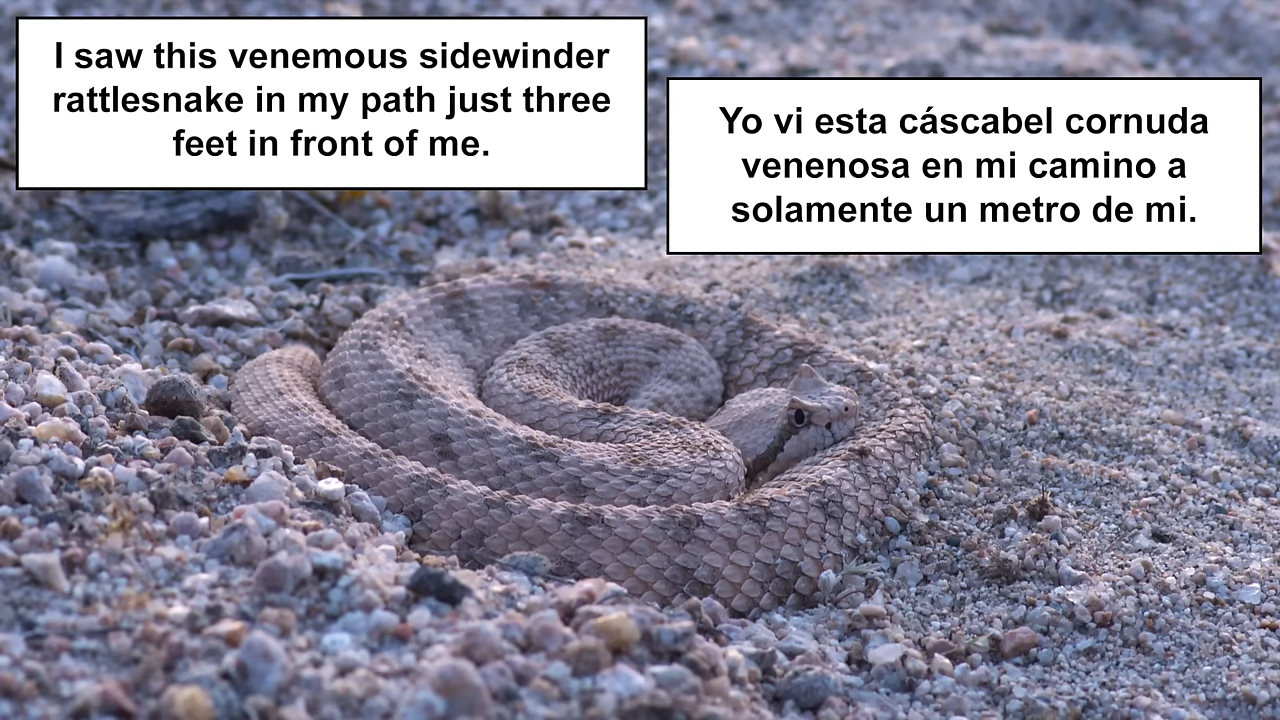 I saw this venemous sidewinder
rattlesnake in my path just three
feet in front of me.
Yo vi esta cáscabel cornuda
venenosa en mi camino a
solamente un metro de mi.